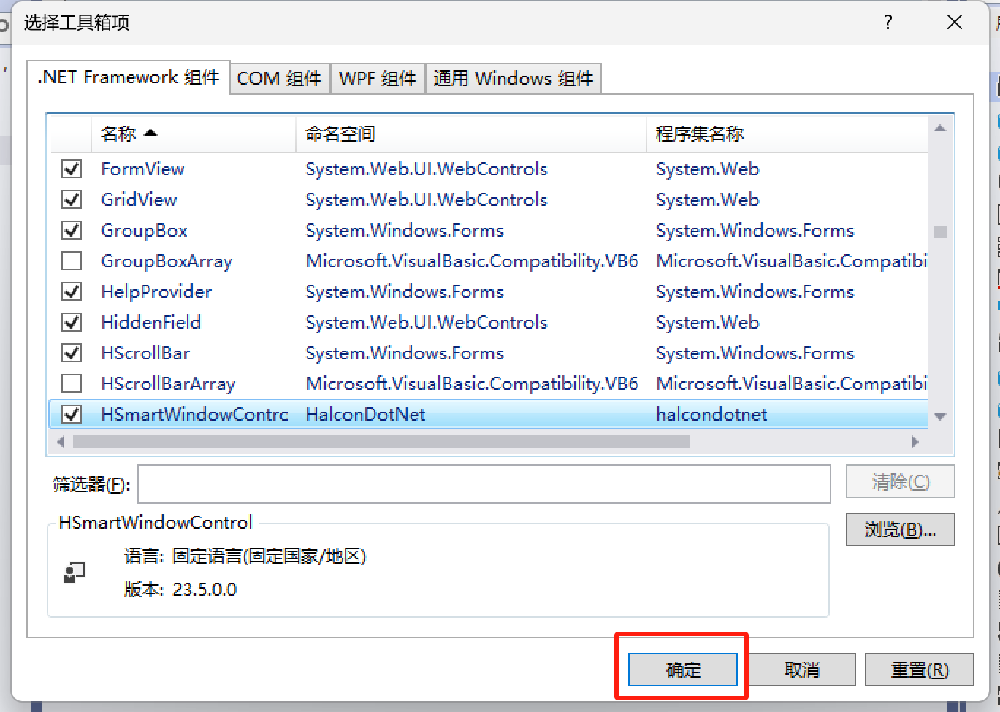 选择工具箱项
?
.NET Framework 组件 COM 组件 WPF 组件 通用 Windows 组件
名称 命名空间 程序集名称
FormView System.Web.UI.WebControls System.Web
GridView System.Web.UI.WebControls System.Web
GroupBox System.Windows.Forms System.Windows.Forms
GroupBoxArray Microsoft.VisualBasic.Compatibility.VB6 Microsoft.VisualBasic.Compatibi
HelpProvider System.Windows.Forms System.Windows.Forms
HiddenField System.Web.UI.WebControls System.Web
HScrollBar System.Windows.Forms System.Windows.Forms
HScrollBarArray Microsoft.VisualBasic.Compatibility.VB6 Microsoft.VisualBasic.Compatibi
HSmartWindowContrc HalconDotNet halcondotnet
筛选器(F): 清除(C)
浏览(B)...
HSmartWindowControl
语言: 固定语言(固定国家/地区)
版本: 23.5.0.0
确定 取消 重置(R)